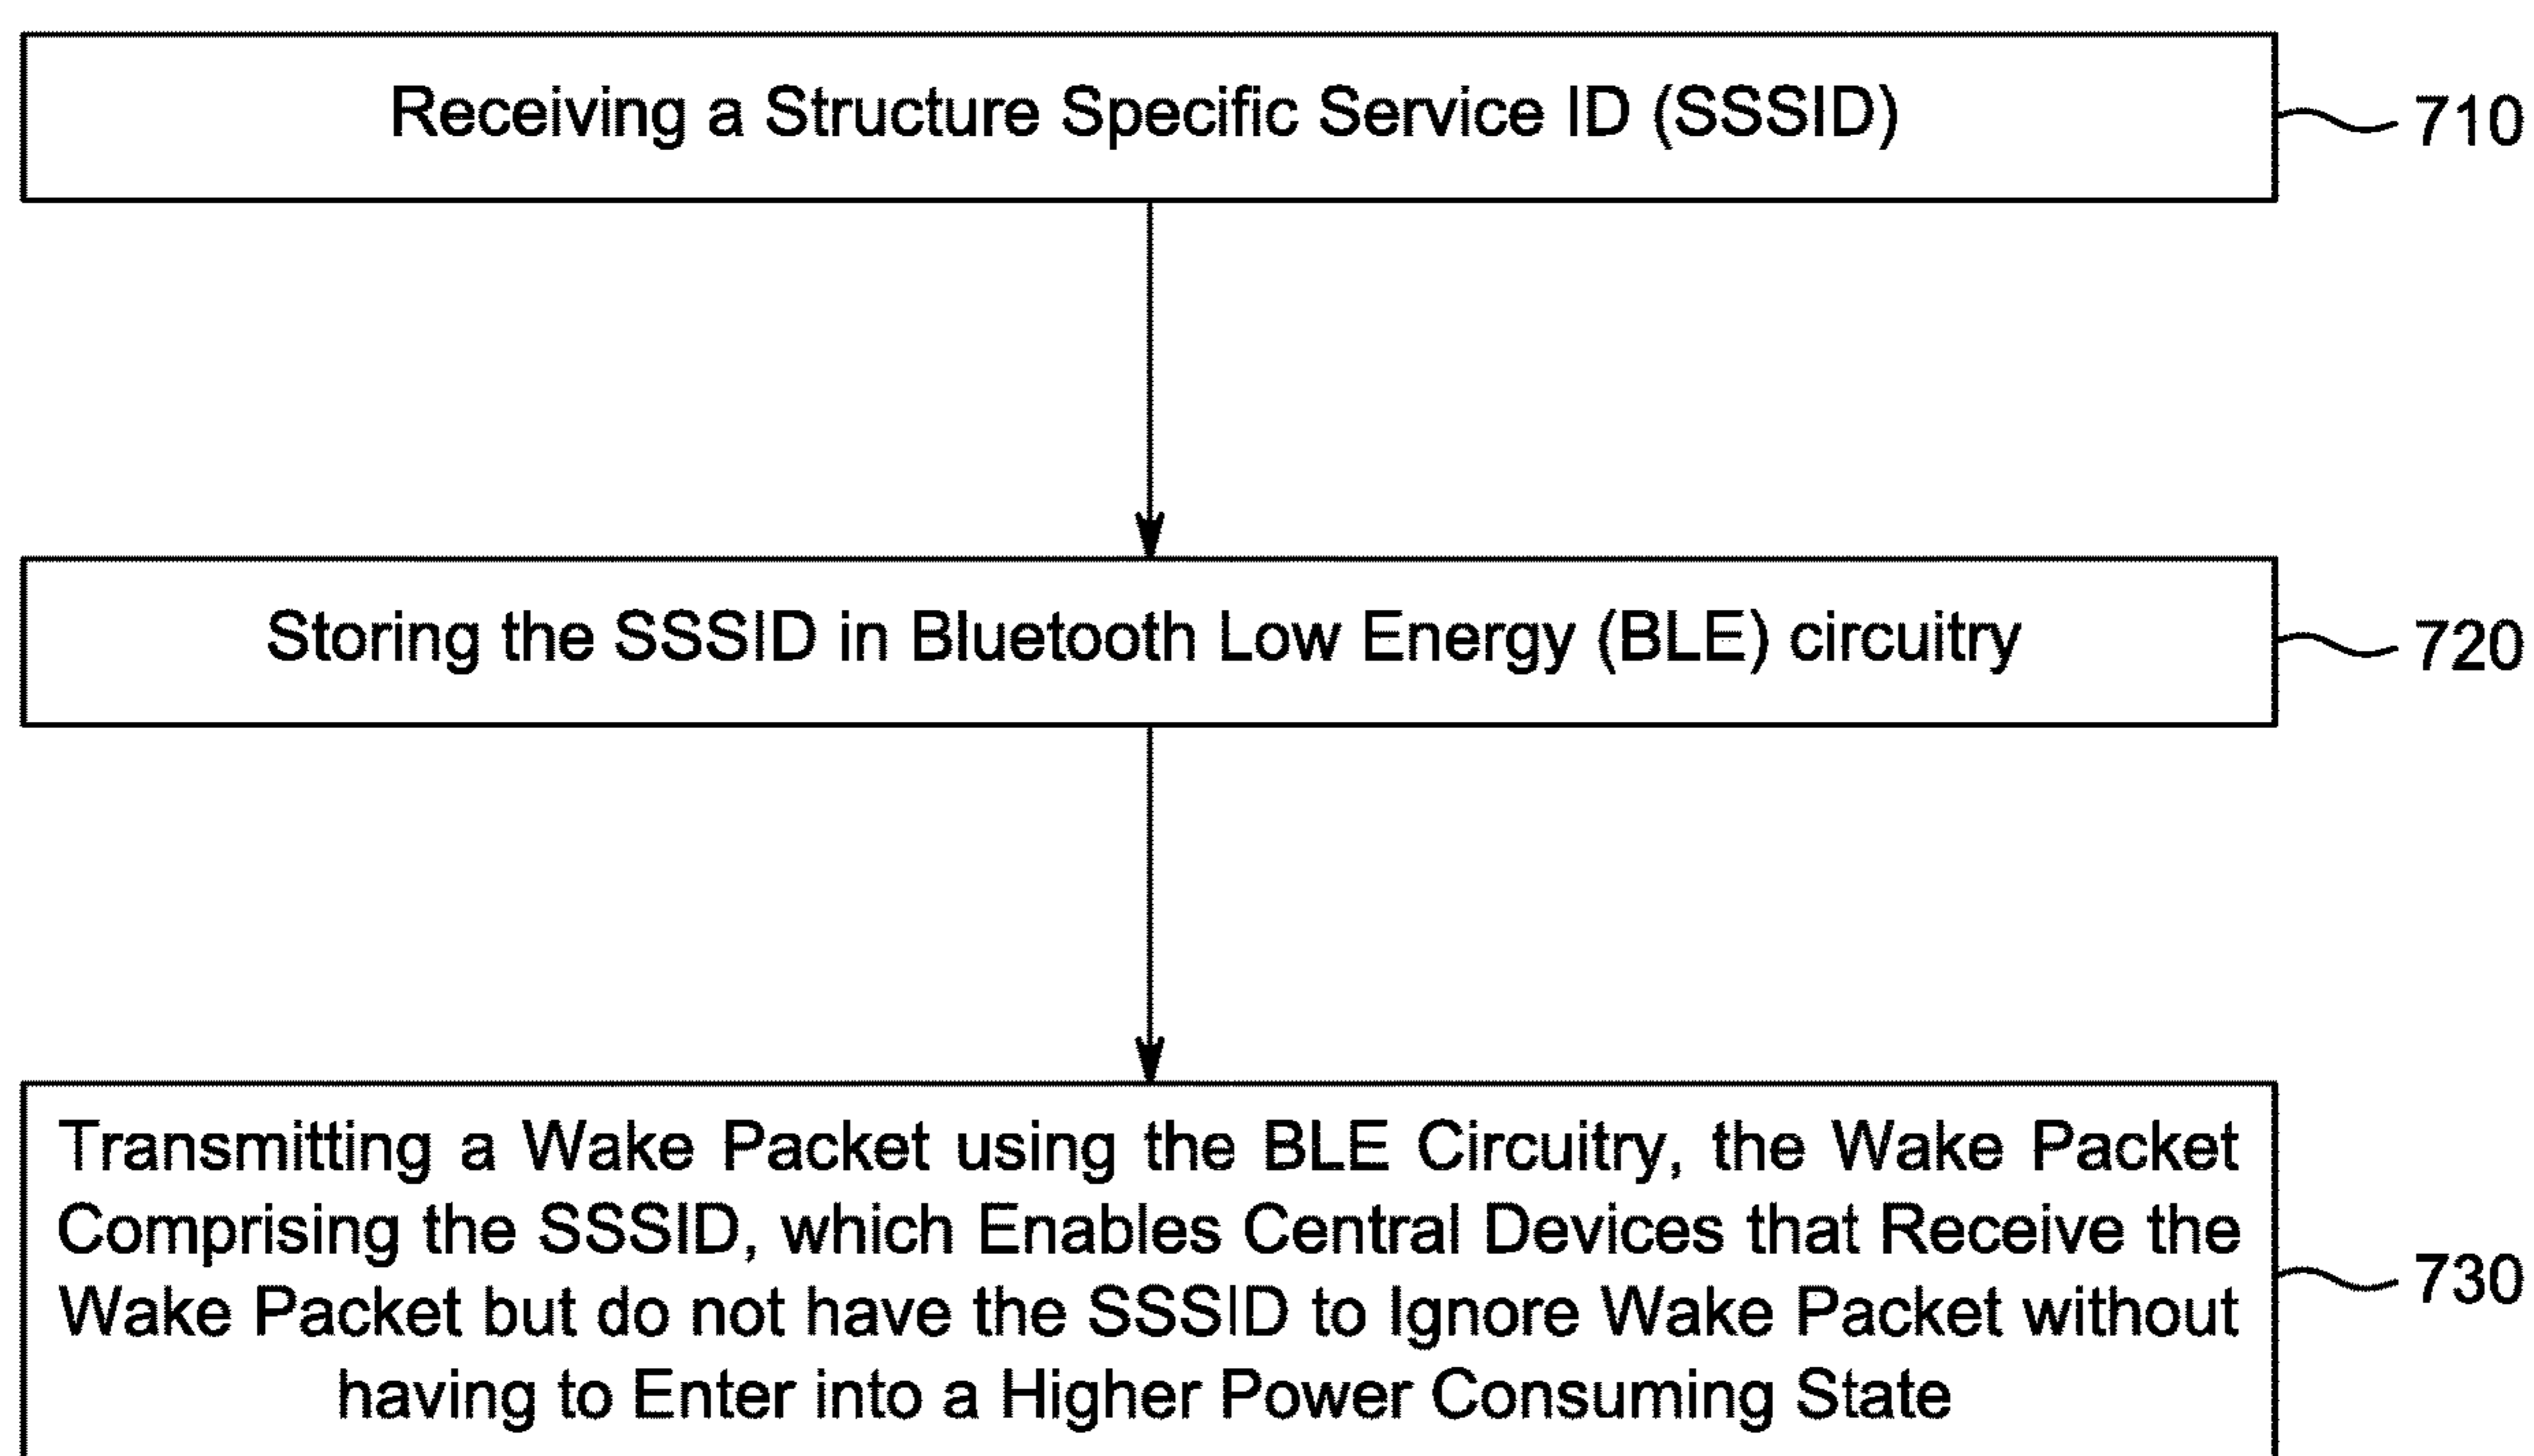 Receiving a Structure Specific Service ID (SSSID)
710
Storing the SSSID in Bluetooth Low Energy (BLE) circuitry
720
Transmitting a Wake Packet using the BLE Circuitry, the Wake Packet
Comprising the SSSID, which Enables Central Devices that Receive the
Wake Packet but do not have the SSSID to Ignore Wake Packet without
having to Enter into a Higher Power Consuming State
730